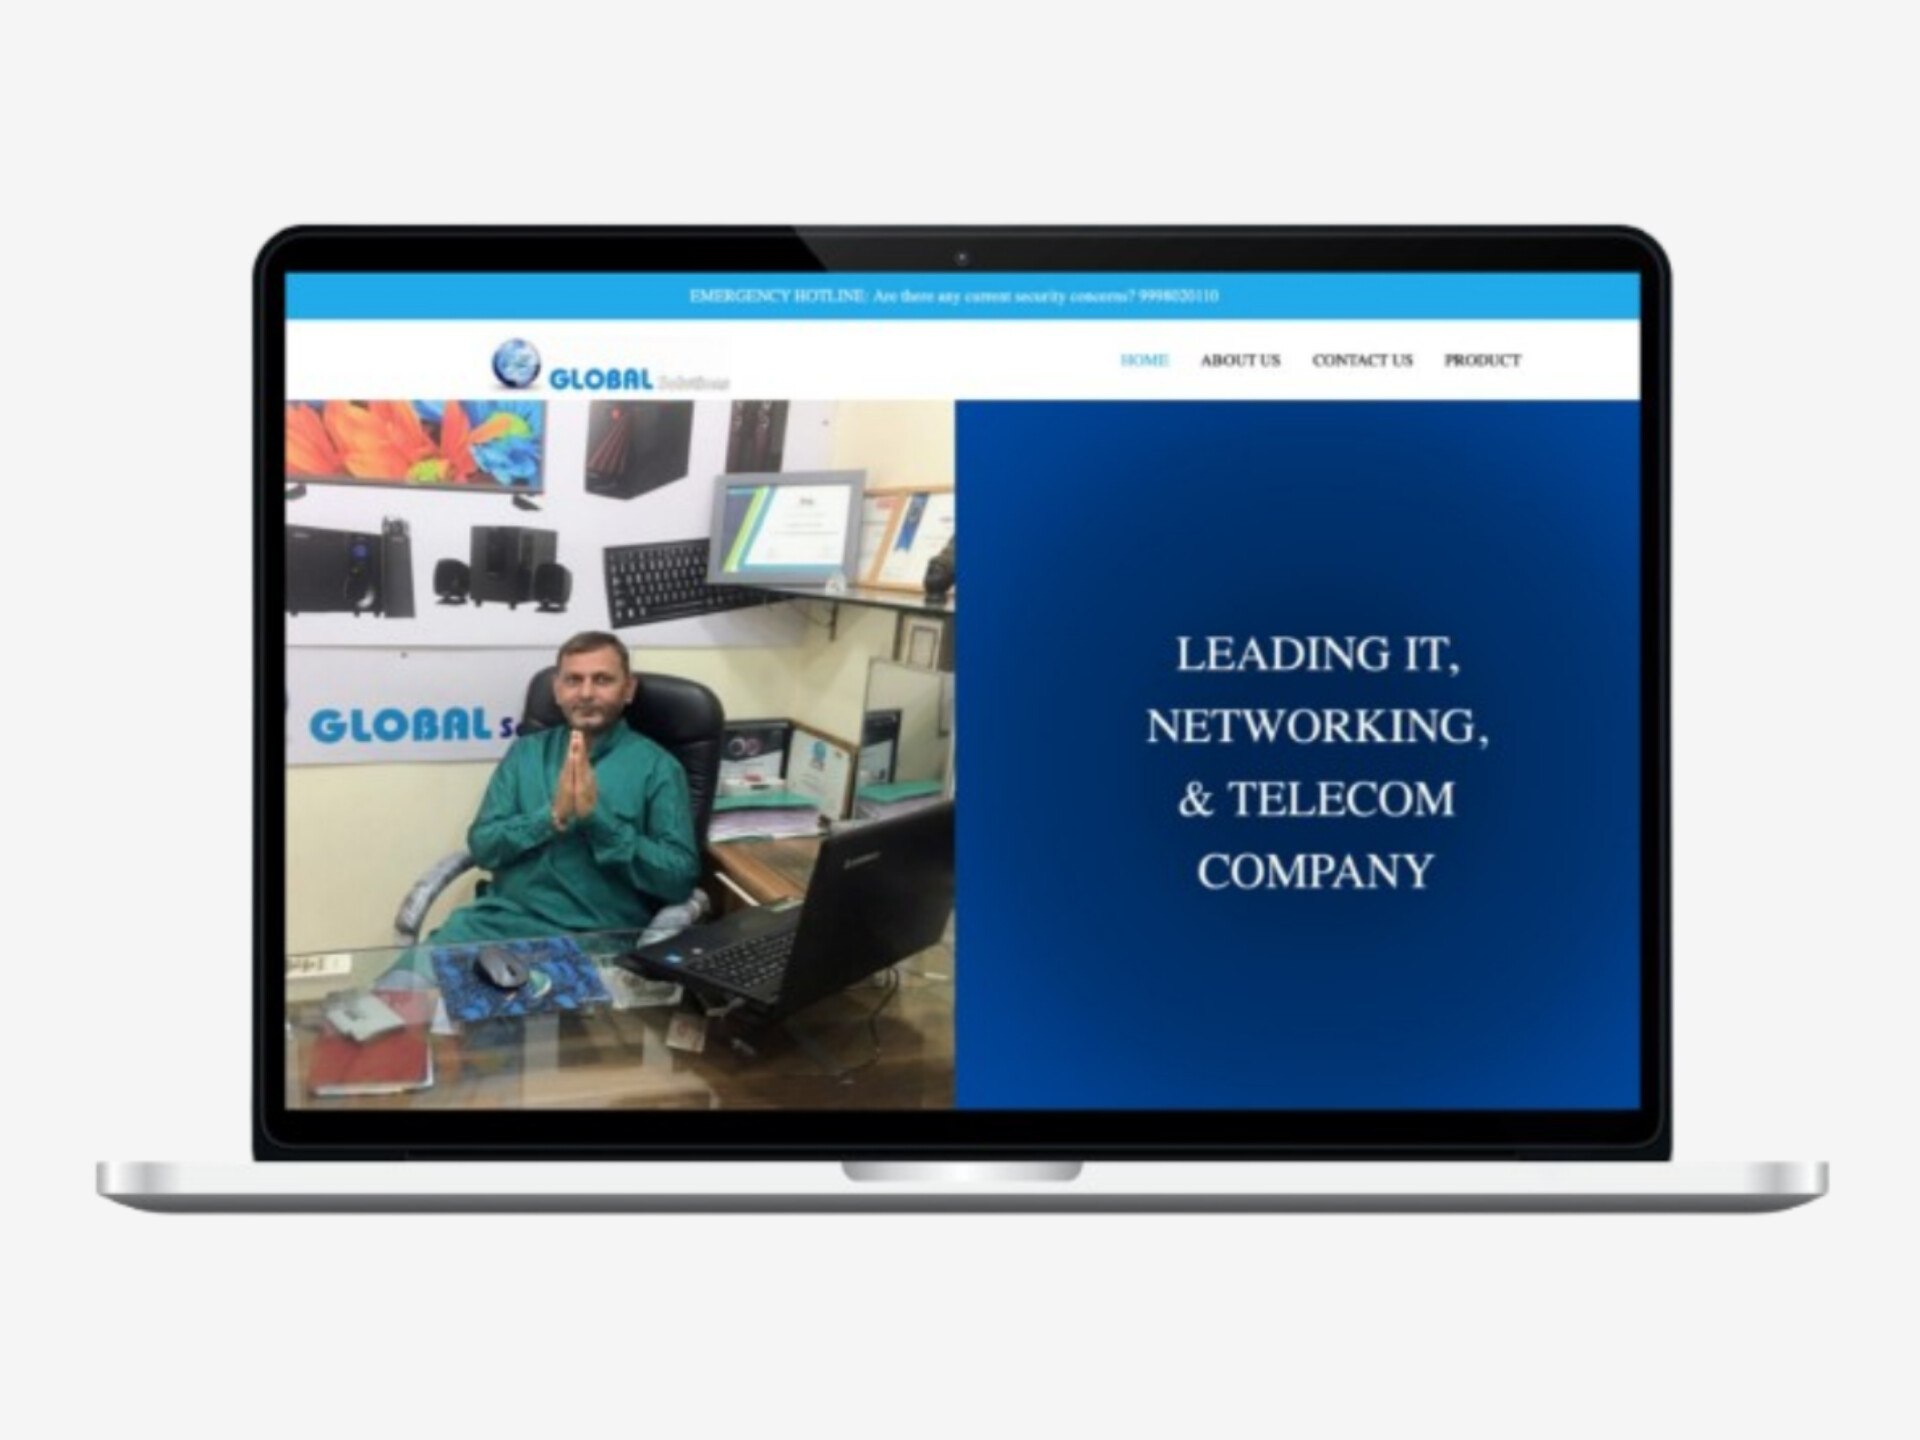 EMERGENCY HOTLINE: Are there any current security concerns? 9998020110
GLOBAL Solutions
HOME ABOUT US CONTACT US PRODUCT
GLOBAL
LEADING IT,
NETWORKING,
& TELECOM
COMPANY